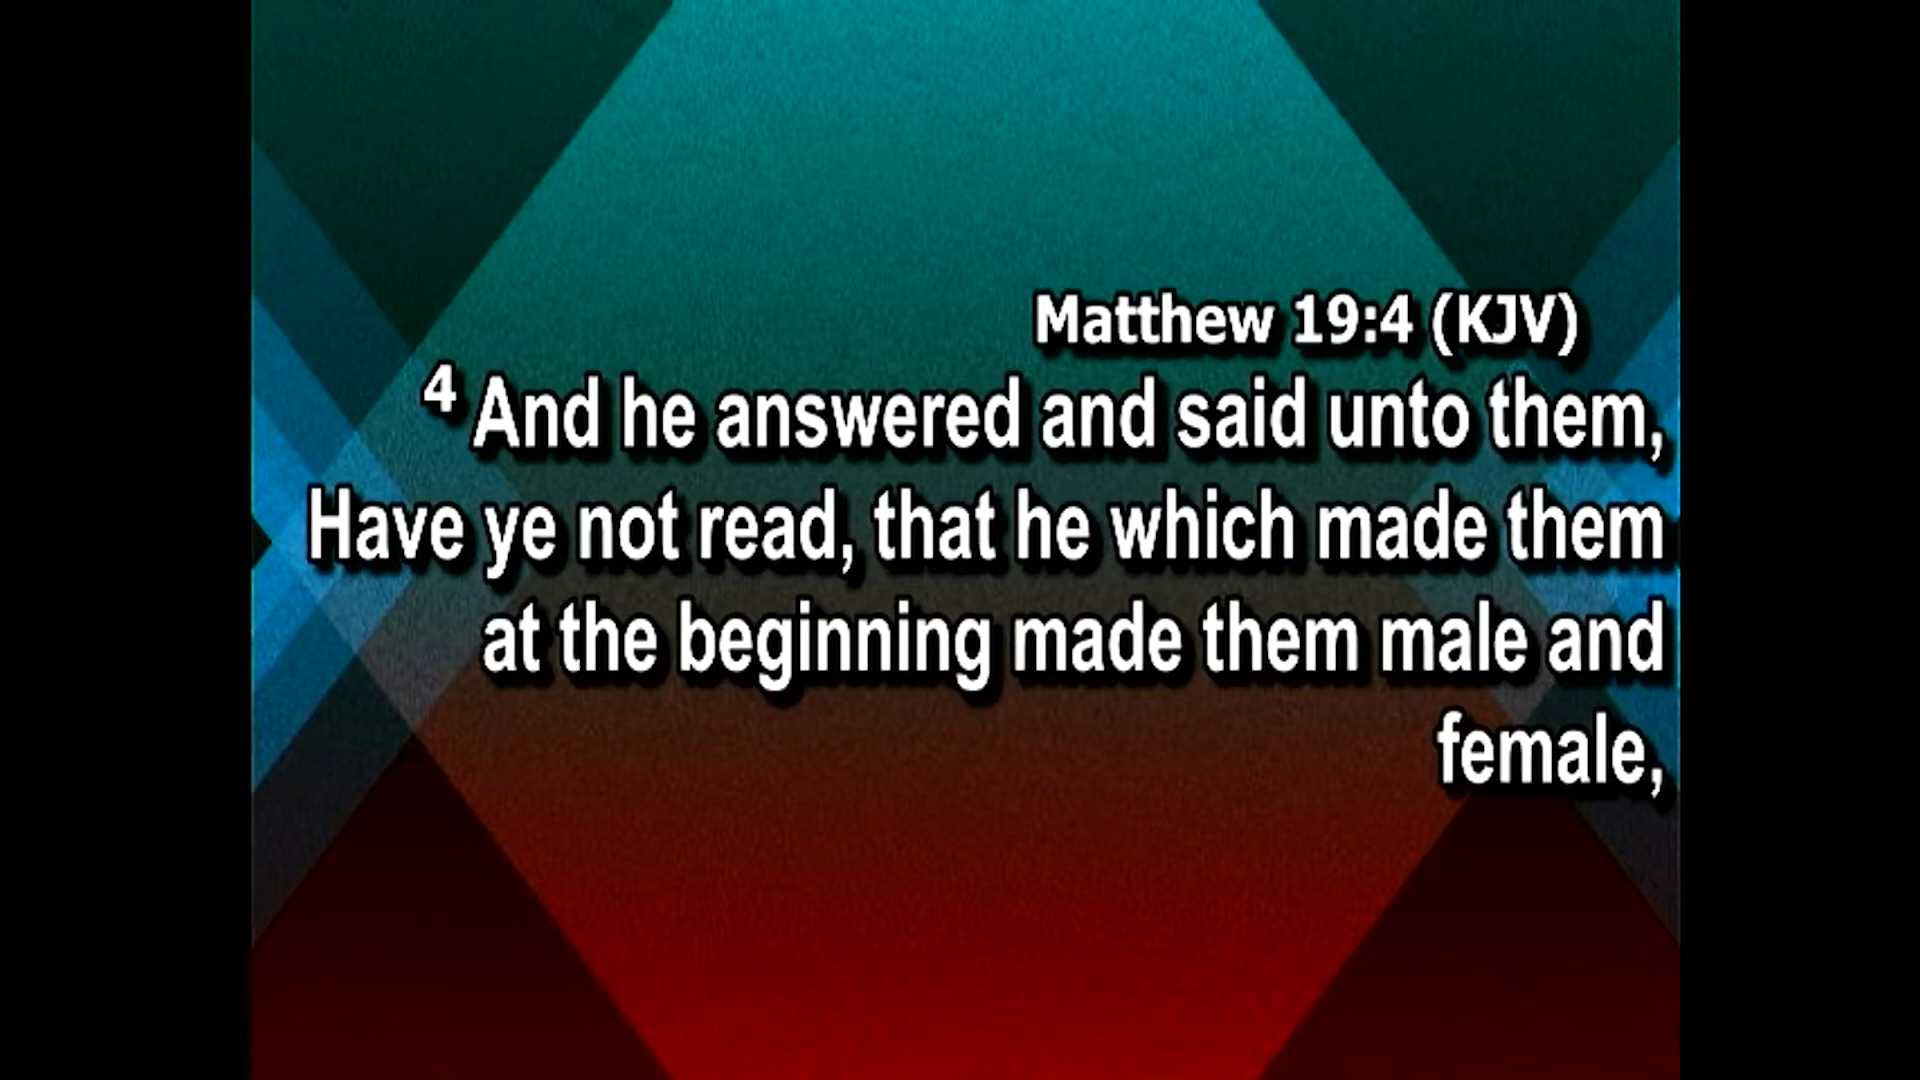 Matthew 19:4 (KJV)
4 And he answered and said unto them,
Have ye not read, that he which made them
at the beginning made them male and
female,